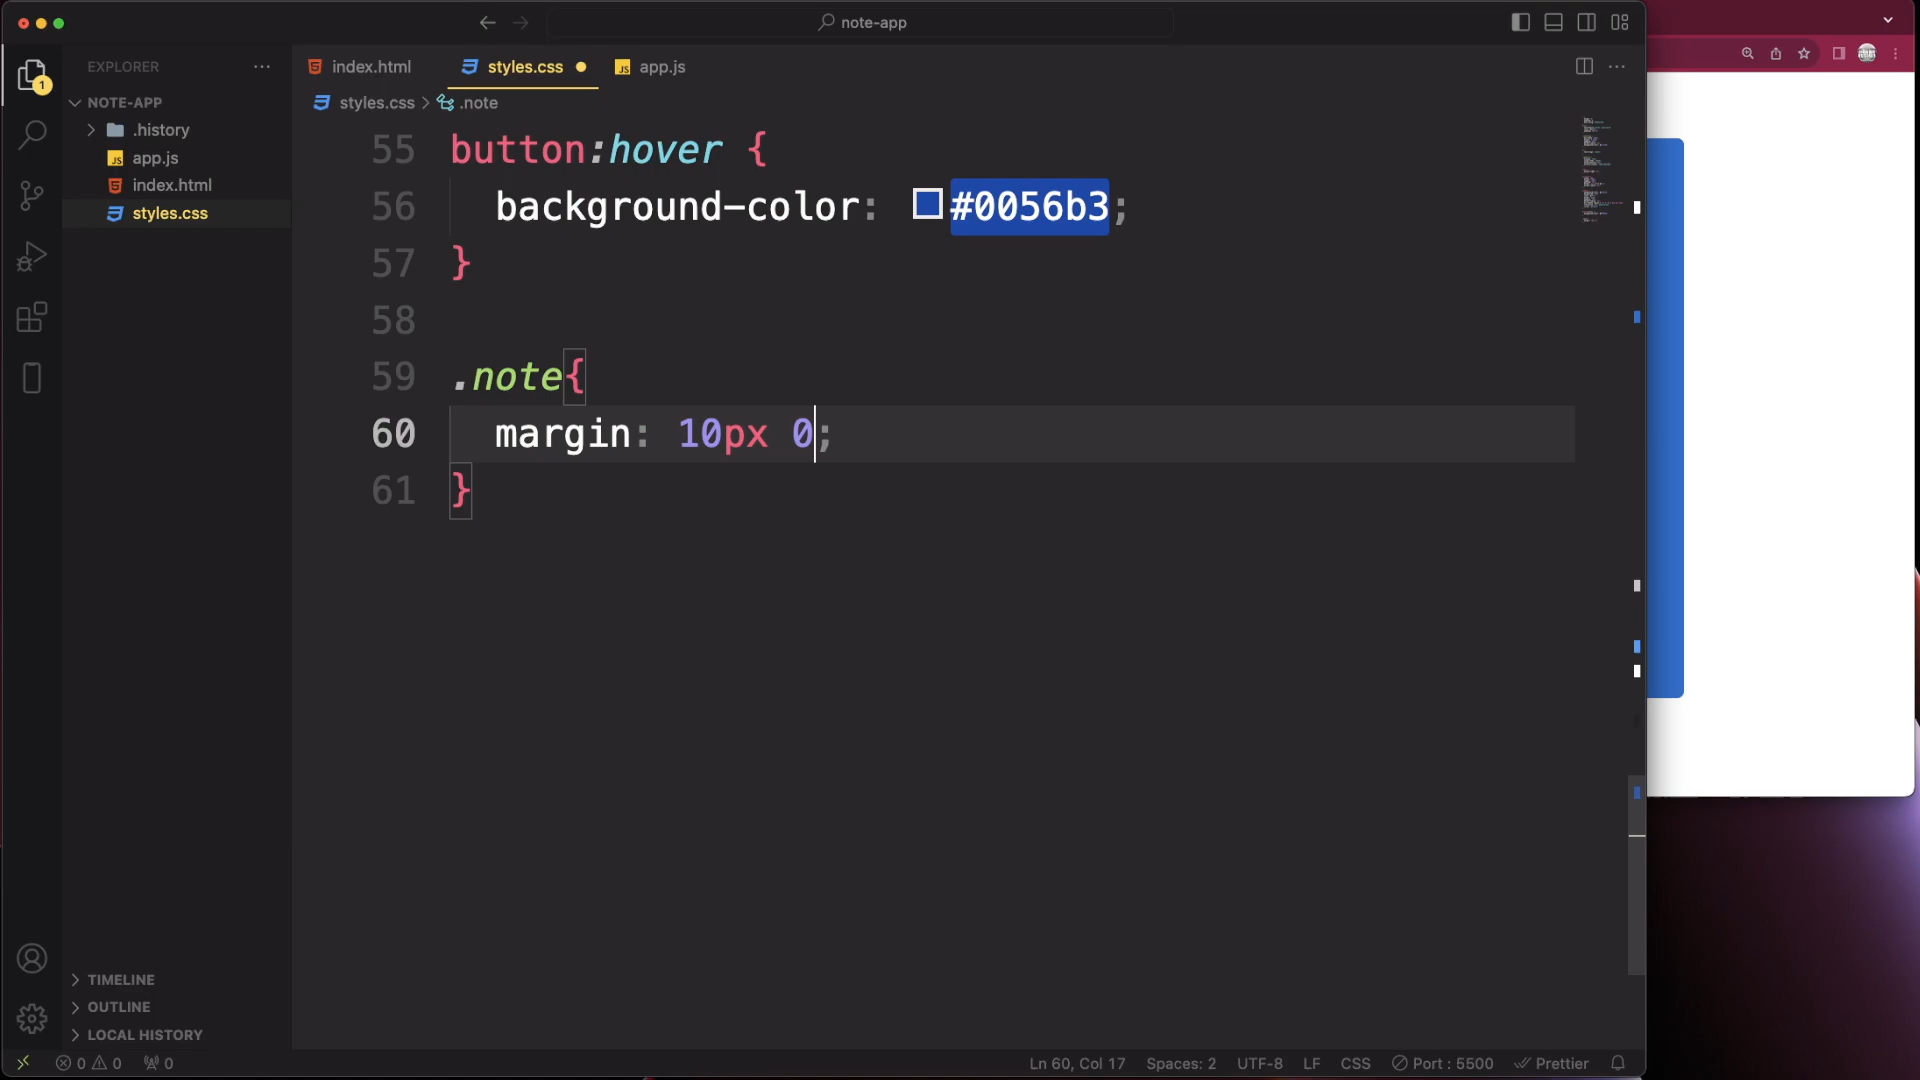 note-app
EXPLORER
index.html
styles.css
app.js
styles.css > .note
NOTE-APP
.history
app.js
index.html
styles.css
55 button:hover {
56 background-color: #0056b3;
57 }
58
59 .note{
60 margin: 10px 0;
61 }
1
TIMELINE
OUTLINE
LOCAL HISTORY
0 0 0
Ln 60, Col 17 Spaces: 2 UTF-8 LF CSS Port : 5500 Prettier